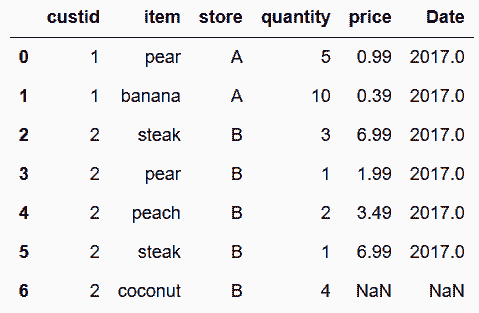 custid item store quantity price Date
0 1 pear A 5 0.99 2017.0
1 1 banana A 10 0.39 2017.0
2 2 steak B 3 6.99 2017.0
3 2 pear B 1 1.99 2017.0
4 2 peach B 2 3.49 2017.0
5 2 steak B 1 6.99 2017.0
6 2 coconut B 4 NaN NaN